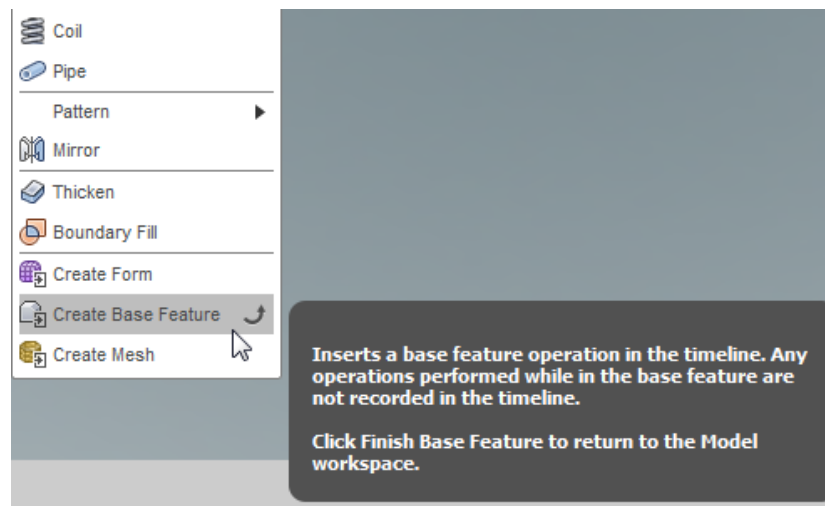 Coil
Pipe
Pattern
Mirror
Thicken
Boundary Fill
Create Form
Create Base Feature
Create Mesh
Inserts a base feature operation in the timeline. Any
operations performed while in the base feature are
not recorded in the timeline.
Click Finish Base Feature to return to the Model
workspace.